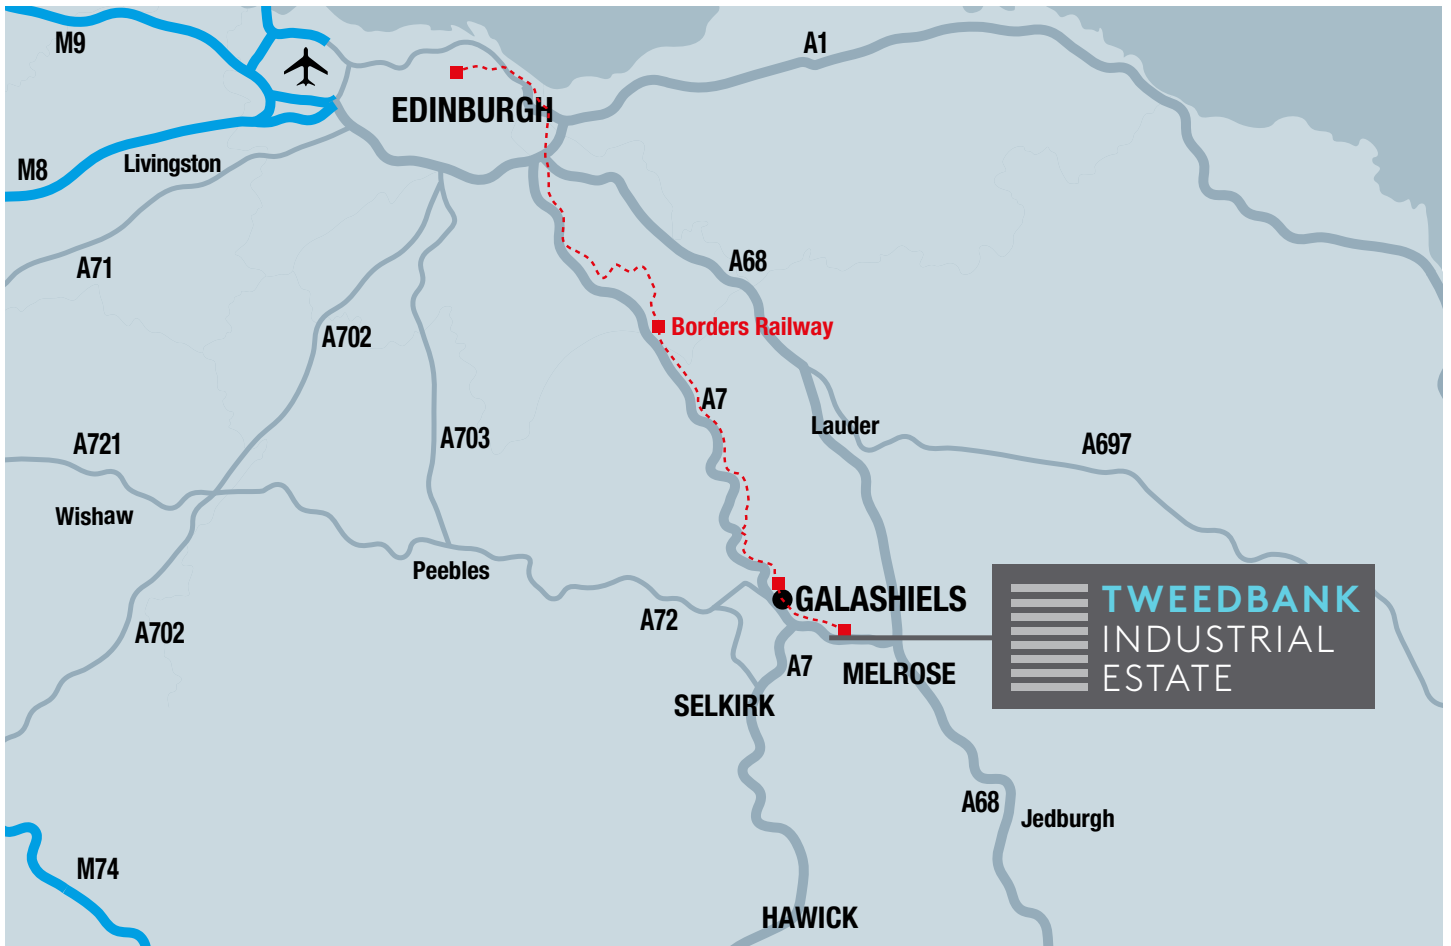 M9
A1
EDINBURGH
M8
Livingston
A71
A68
A702
Borders Railway
A7
Lauder
A721
A703
A697
Wishaw
Peebles
GALASHIELS
TWEEDBANK
INDUSTRIAL
ESTATE
A72
A702
A7
MELROSE
SELKIRK
A68
Jedburgh
M74
HAWICK